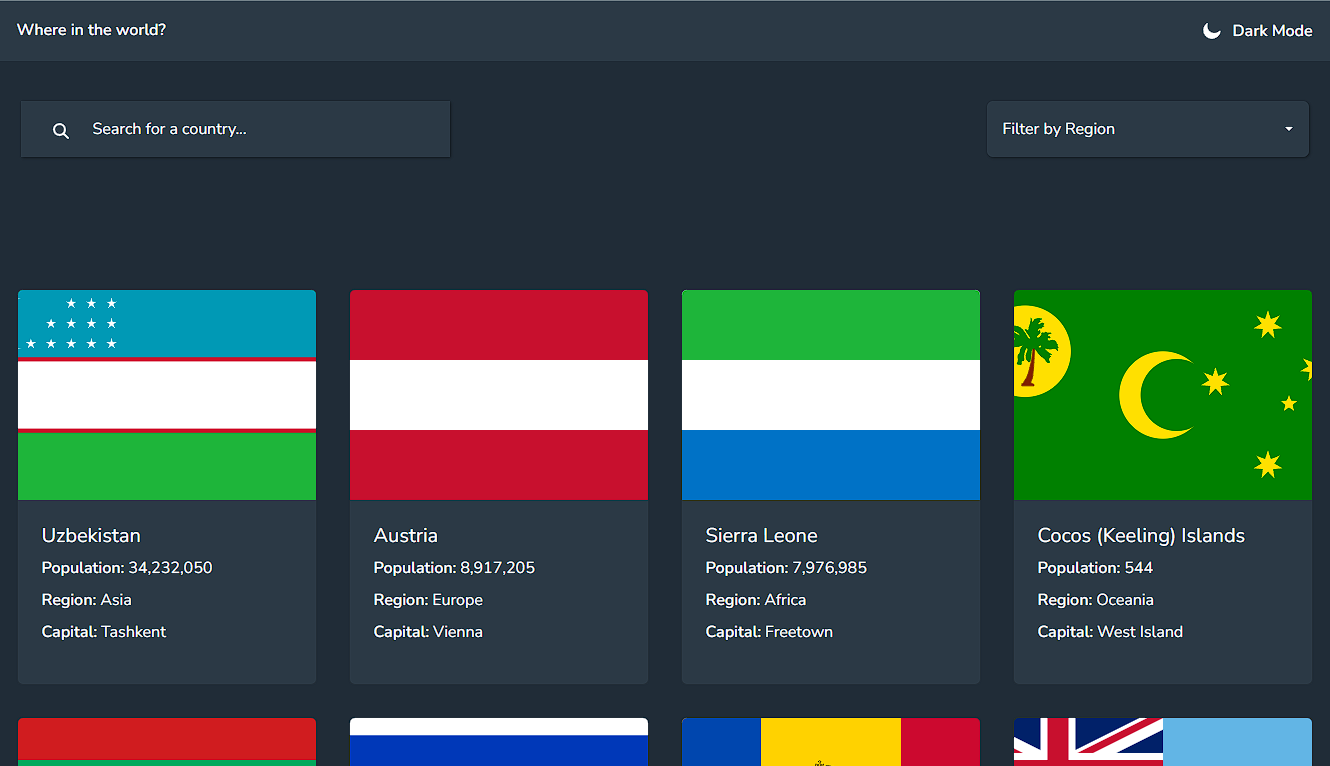 Where in the world?
Dark Mode
Search for a country...
Filter by Region
Uzbekistan
Population: 34,232,050
Region: Asia
Capital: Tashkent
Austria
Population: 8,917,205
Region: Europe
Capital: Vienna
Sierra Leone
Population: 7,976,985
Region: Africa
Capital: Freetown
Cocos (Keeling) Islands
Population: 544
Region: Oceania
Capital: West Island